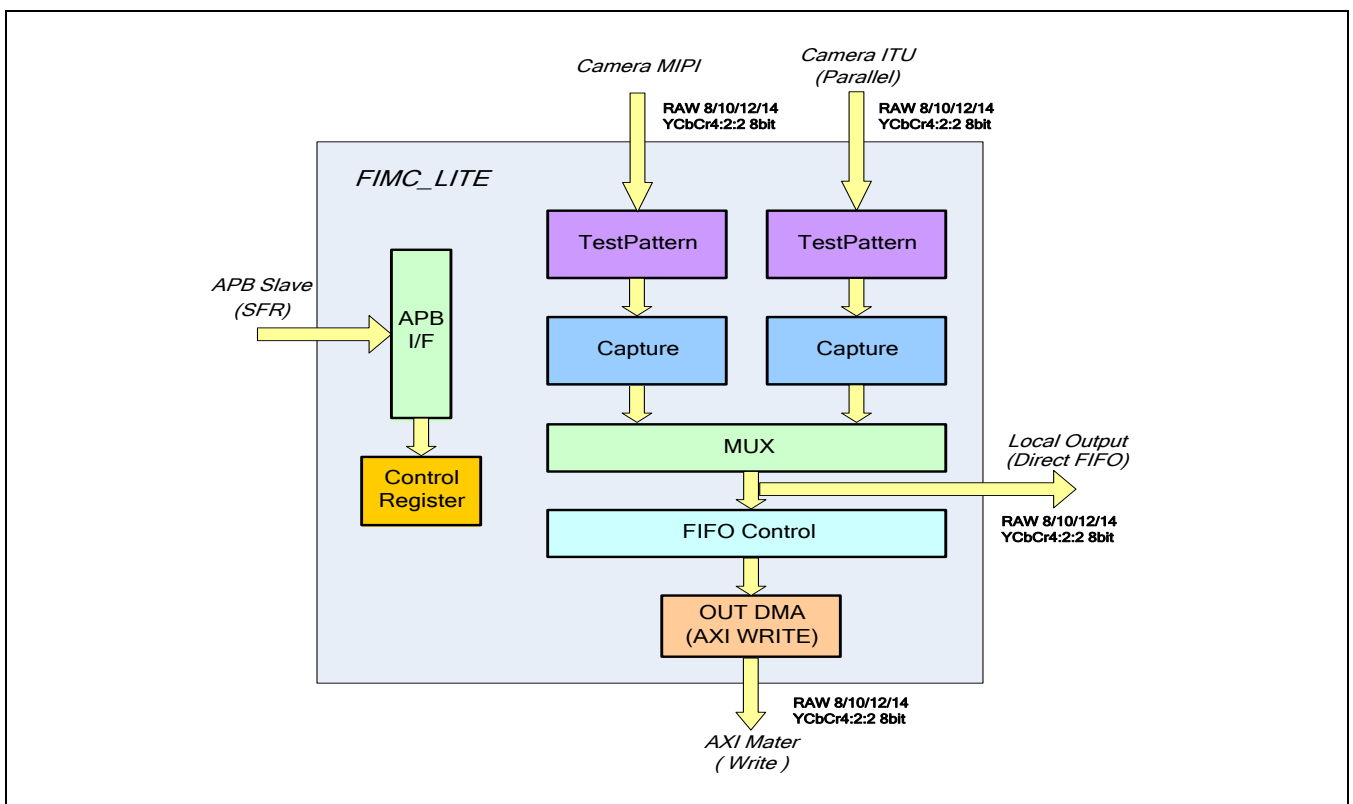 Camera MIPI
Camera ITU
(Parallel)
RAW 8/10/12/14
YCbCr4:2:2 8bit
RAW 8/10/12/14
YCbCr4:2:2 8bit
FIMC_LITE
TestPattern
TestPattern
APB Slave
(SFR)
APB
I/F
Capture
Capture
MUX
Local Output
(Direct FIFO)
Control
Register
RAW 8/10/12/14
YCbCr4:2:2 8bit
FIFO Control
OUT DMA
(AXI WRITE)
RAW 8/10/12/14
YCbCr4:2:2 8bit
AXI Mater
( Write )